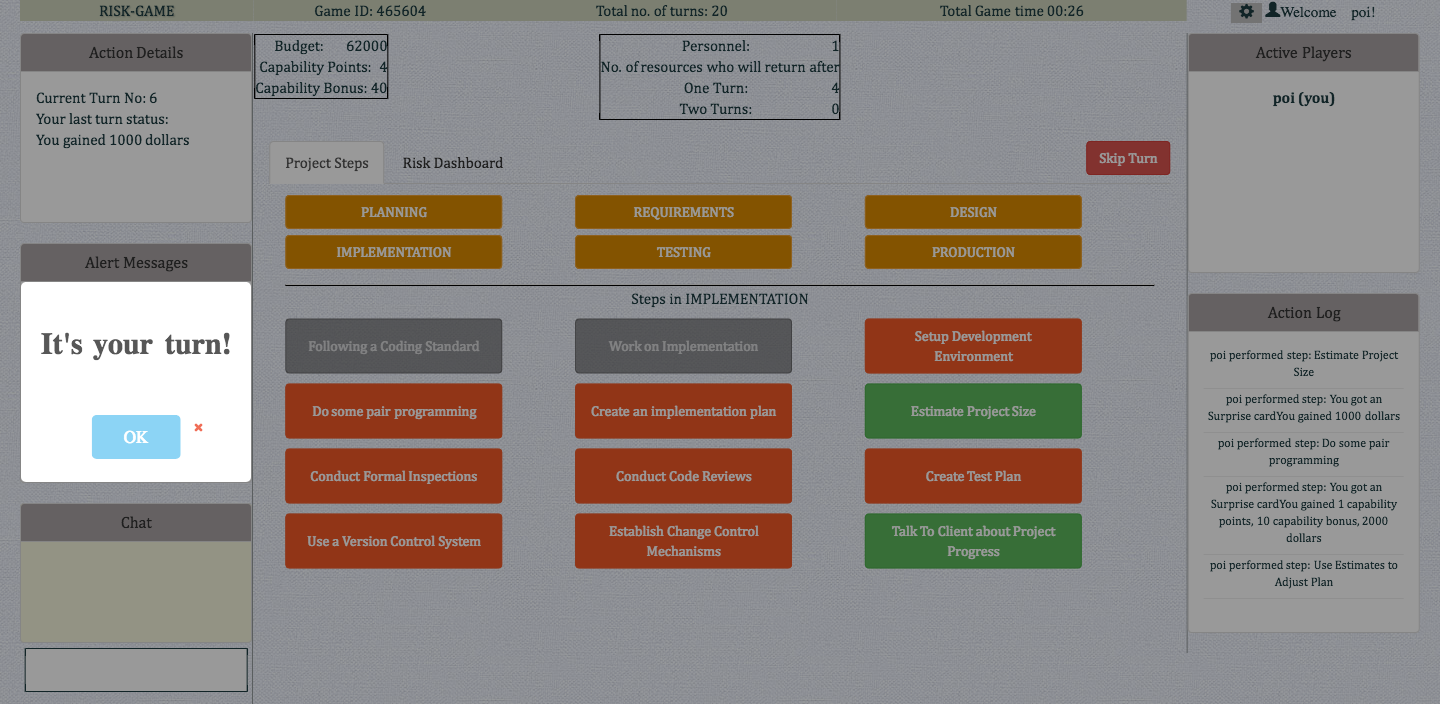 RISK-GAME
Game ID: 465604
Total no. of turns: 20
Total Game time 00:26
Welcome poi!
Action Details
Current Turn No: 6
Your last turn status:
You gained 1000 dollars
Alert Messages
It's your turn!
OK
Chat
Budget: 62000
Capability Points: 4
Capability Bonus: 40
Personnel: 1
No. of resources who will return after
One Turn: 4
Two Turns: 0
Project Steps
Risk Dashboard
Skip Turn
PLANNING
REQUIREMENTS
DESIGN
IMPLEMENTATION
TESTING
PRODUCTION
Steps in IMPLEMENTATION
Following a Coding Standard
Work on Implementation
Setup Development
Environment
Do some pair programming
Create an implementation plan
Estimate Project Size
Conduct Formal Inspections
Conduct Code Reviews
Create Test Plan
Use a Version Control System
Establish Change Control
Mechanisms
Talk To Client about Project
Progress
Active Players
poi (you)
Action Log
poi performed step: Estimate Project
Size
poi performed step: You got an
Surprise cardYou gained 1000 dollars
poi performed step: Do some pair
programming
poi performed step: You got an
Surprise cardYou gained 1 capability
points, 10 capability bonus, 2000
dollars
poi performed step: Use Estimates to
Adjust Plan